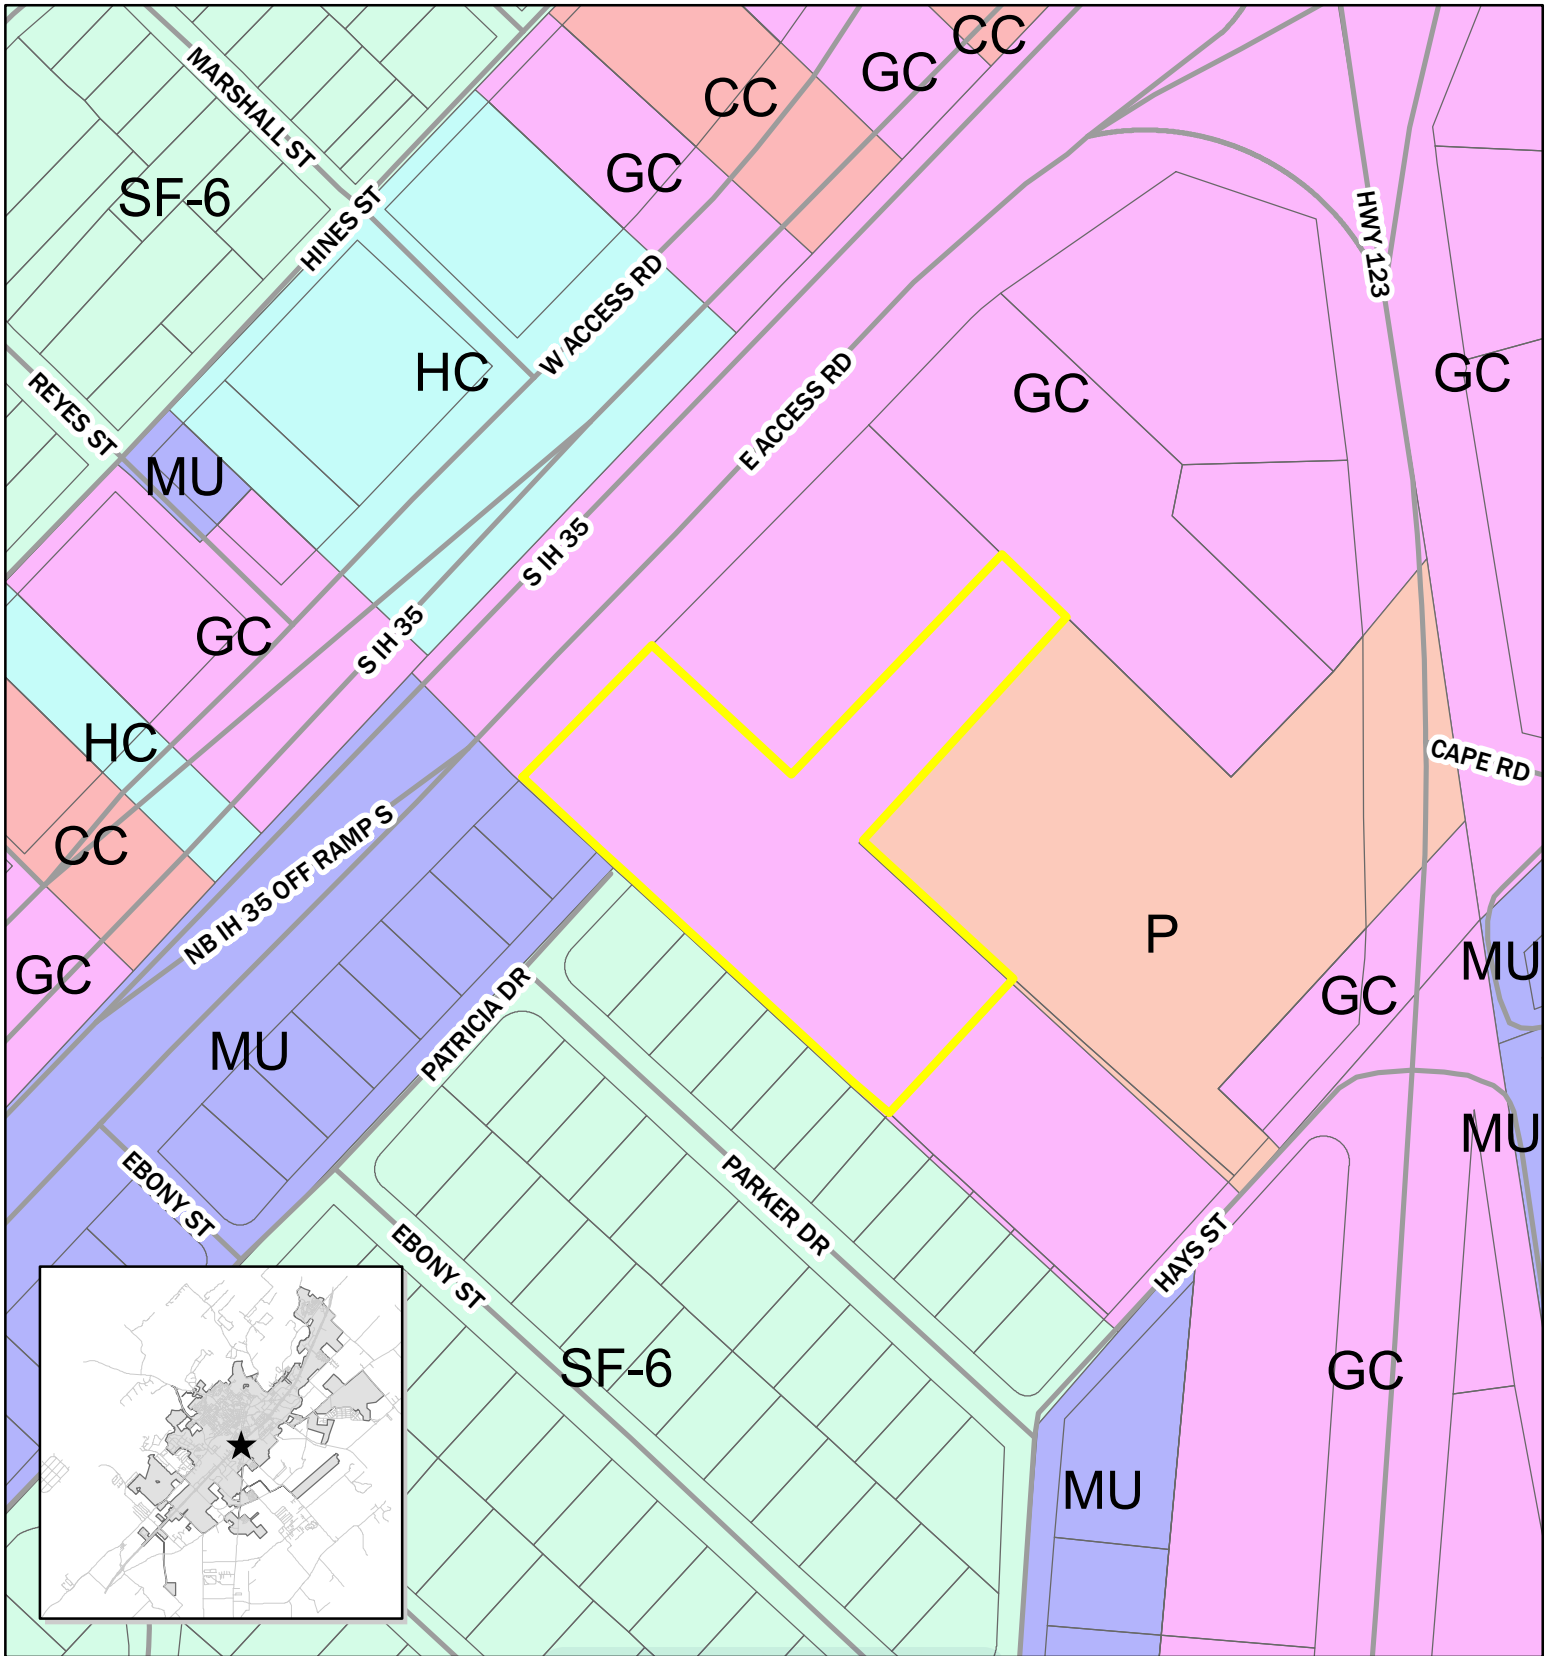 CC
GC
CC
MARSHALL ST
GC
SF-6
HINES ST
HWY 123
W ACCESS RD
HC
GC
GC
REYES ST
E ACCESS RD
MU
S IH 35
GC
S IH 35
HC
CAPE RD
CC
NB IH 35 OFF RAMP S
P
MU
GC
GC
PATRICIA DR
MU
MU
EBONY ST
PARKER DR
EBONY ST
HAYS ST
SF-6
GC
MU